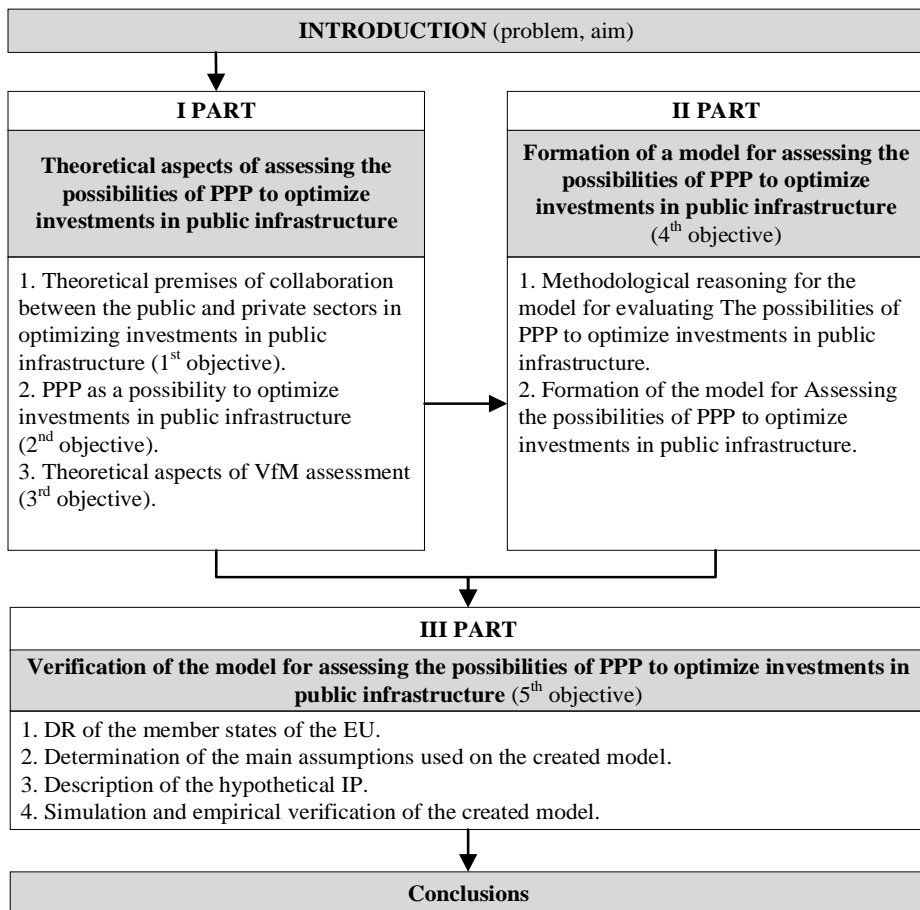 INTRODUCTION (problem, aim)
I PART
Theoretical aspects of assessing the
possibilities of PPP to optimize
investments in public infrastructure
1. Theoretical premises of collaboration
between the public and private sectors in
optimizing investments in public
infrastructure (1st objective).
2. PPP as a possibility to optimize
investments in public infrastructure
(2nd objective).
3. Theoretical aspects of VfM assessment
(3rd objective).
II PART
Formation of a model for assessing the
possibilities of PPP to optimize
investments in public infrastructure
(4th objective)
1. Methodological reasoning for the
model for evaluating The possibilities of
PPP to optimize investments in public
infrastructure.
2. Formation of the model for Assessing
the possibilities of PPP to optimize
investments in public infrastructure.
III PART
Verification of the model for assessing the possibilities of PPP to optimize investments in
public infrastructure (5th objective)
1. DR of the member states of the EU.
2. Determination of the main assumptions used on the created model.
3. Description of the hypothetical IP.
4. Simulation and empirical verification of the created model.
Conclusions